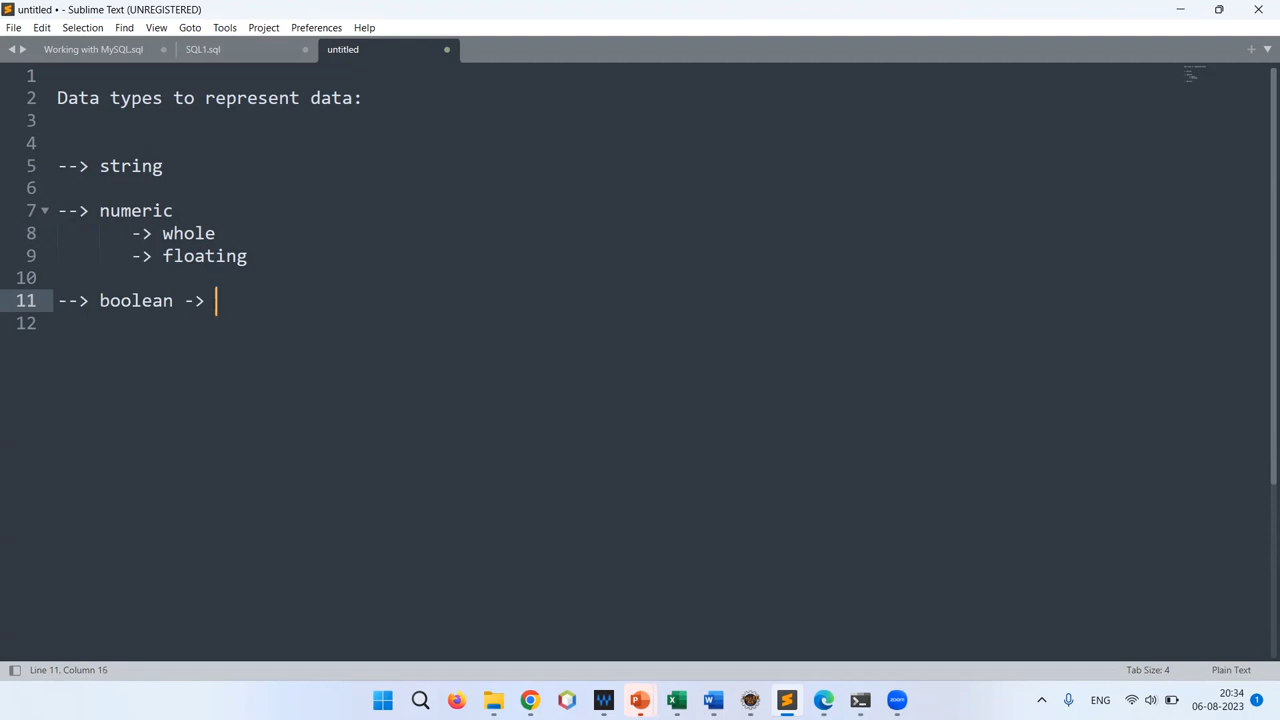 untitled • - Sublime Text (UNREGISTERED)
File Edit Selection Find View Goto Tools Project Preferences Help
Working with MySQL.sql SQL1.sql untitled
1
2 Data types to represent data:
3
4
5 --> string
6
7 --> numeric
8 -> whole
9 -> floating
10
11 --> boolean ->
12
Line 11, Column 16 Tab Size: 4 Plain Text
zoom ENG 20:34
06-08-2023 1